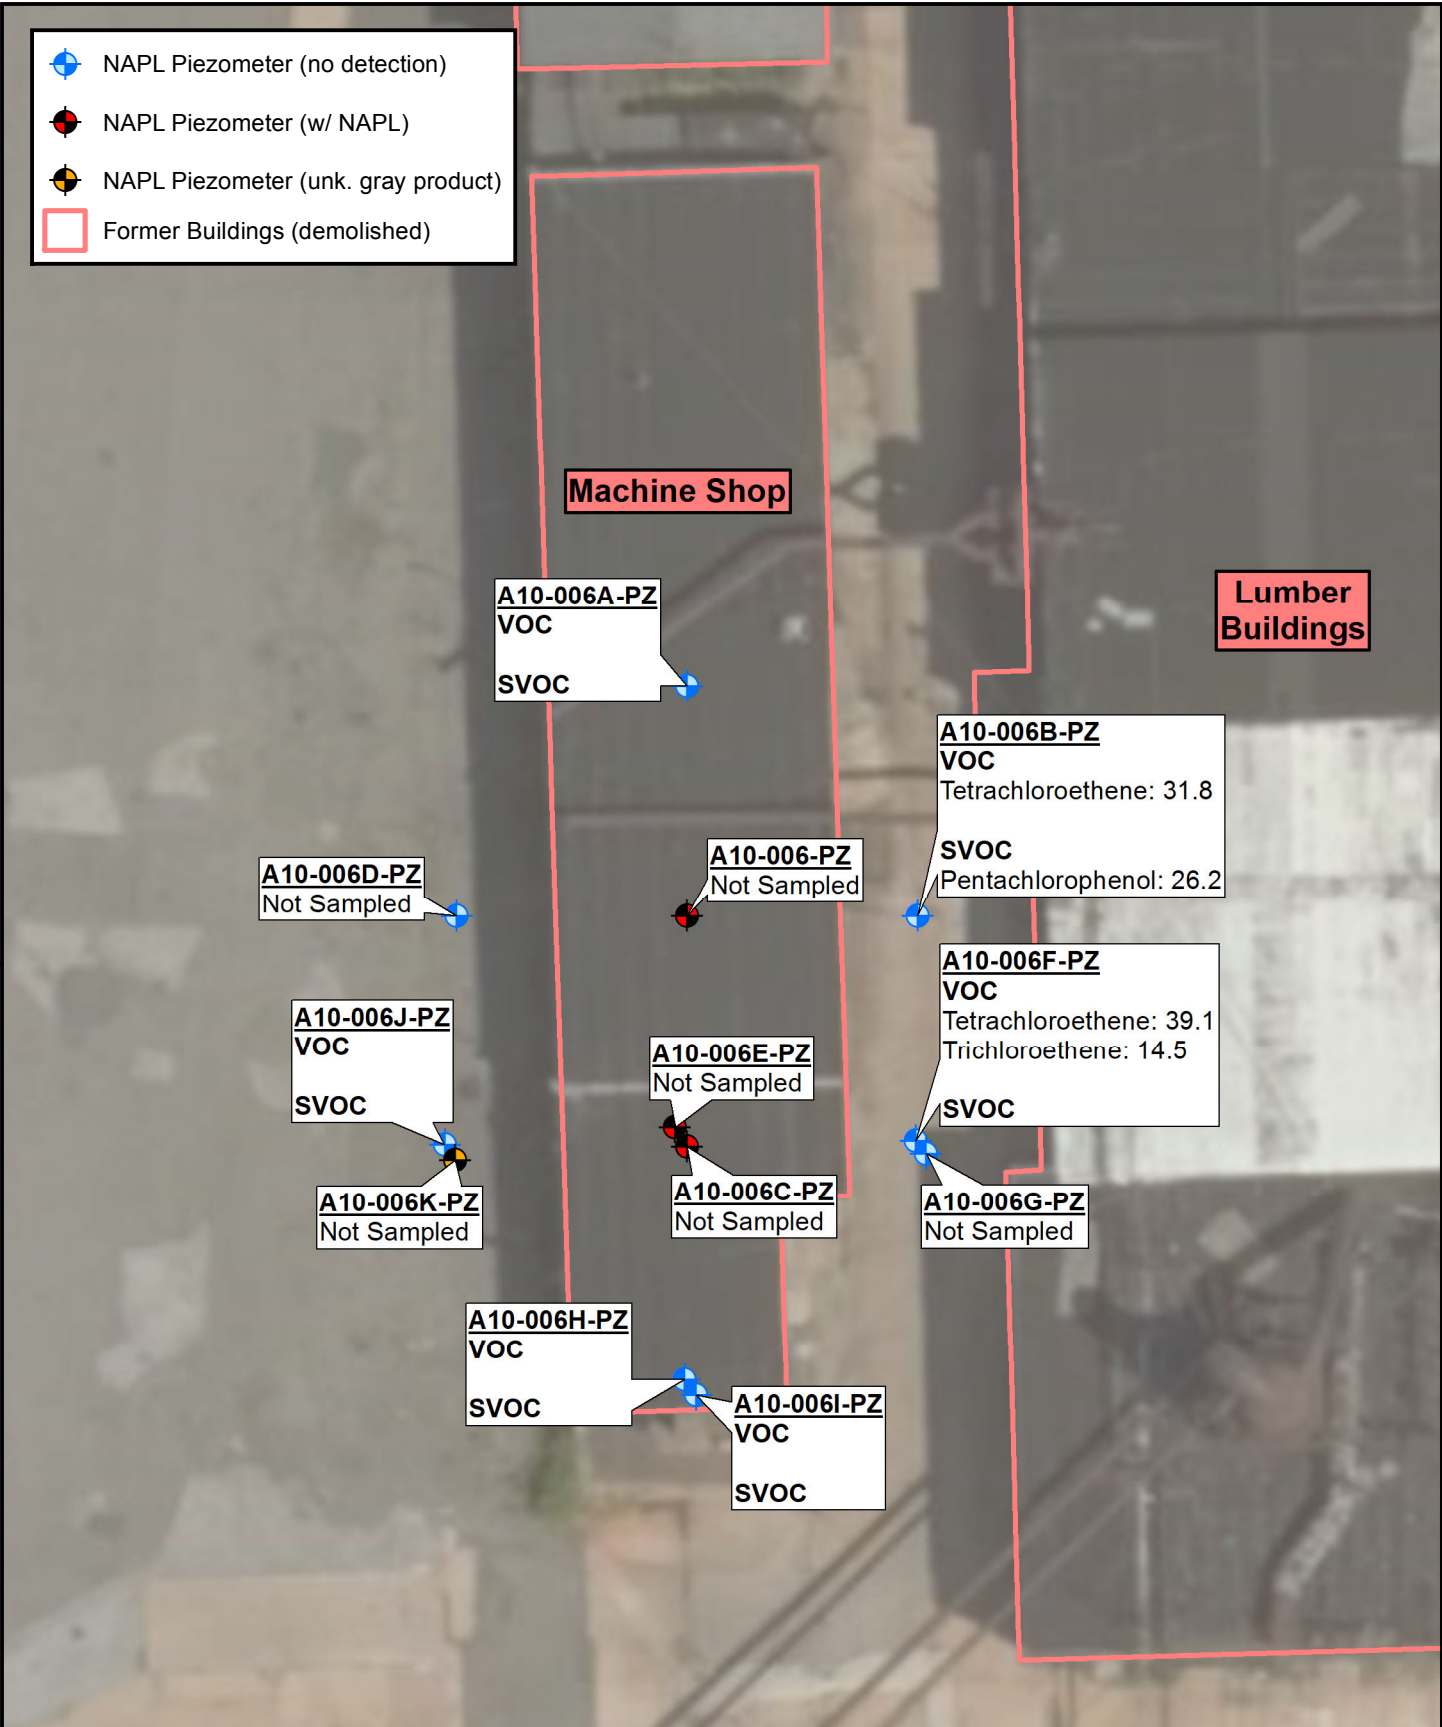 NAPL Piezometer (no detection)
NAPL Piezometer (w/ NAPL)
NAPL Piezometer (unk. gray product)
Former Buildings (demolished)
Machine Shop
Lumber
Buildings
A10-006A-PZ
VOC
SVOC
A10-006B-PZ
VOC
Tetrachloroethene: 31.8
SVOC
Pentachlorophenol: 26.2
A10-006-PZ
Not Sampled
A10-006D-PZ
Not Sampled
A10-006F-PZ
VOC
Tetrachloroethene: 39.1
Trichloroethene: 14.5
SVOC
A10-006J-PZ
VOC
SVOC
A10-006E-PZ
Not Sampled
A10-006C-PZ
Not Sampled
A10-006K-PZ
Not Sampled
A10-006G-PZ
Not Sampled
A10-006H-PZ
VOC
SVOC
A10-006I-PZ
VOC
SVOC